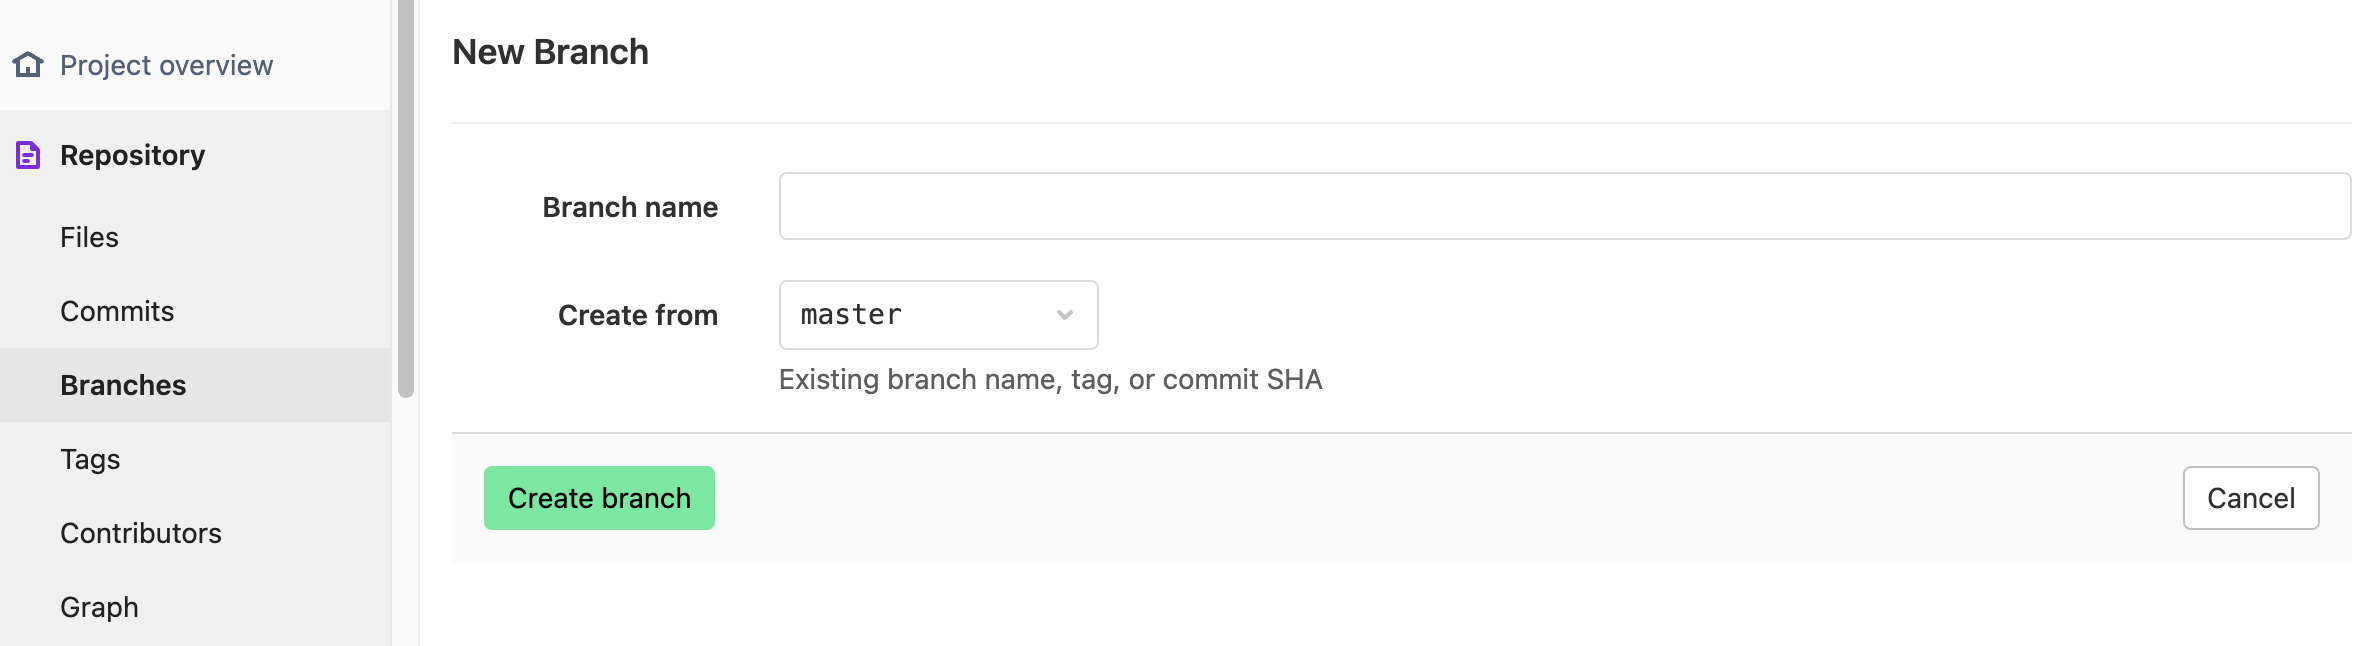 Project overview
Repository
Files
Commits
Branches
Tags
Contributors
Graph
New Branch
Branch name
Create from
master
Existing branch name, tag, or commit SHA
Create branch
Cancel